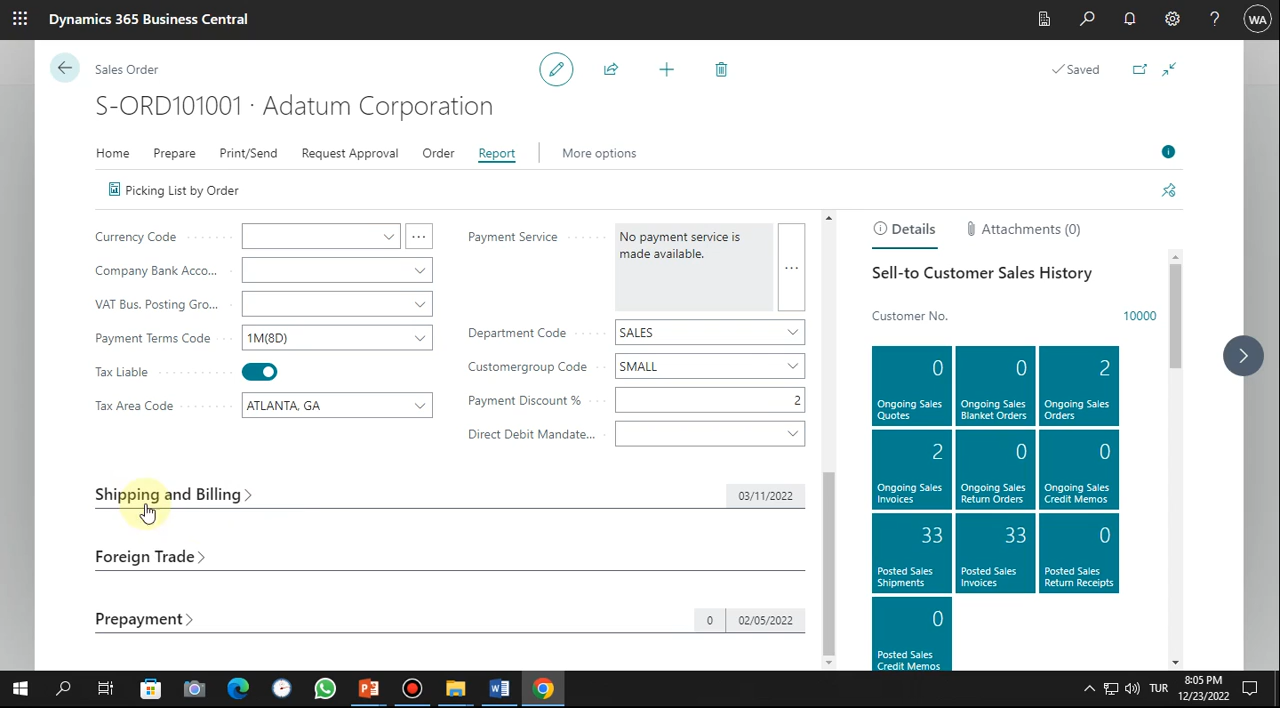 Dynamics 365 Business Central
WA
Sales Order
Saved
S-ORD101001 · Adatum Corporation
Home Prepare Print/Send Request Approval Order Report More options
Picking List by Order
Currency Code
Company Bank Acco...
VAT Bus. Posting Gro...
Payment Terms Code 1M(8D)
Tax Liable
Tax Area Code ATLANTA, GA
Payment Service No payment service is
made available.
Department Code SALES
Customergroup Code SMALL
Payment Discount % 2
Direct Debit Mandate...
Shipping and Billing 03/11/2022
Foreign Trade
Prepayment 0 02/05/2022
Details Attachments (0)
Sell-to Customer Sales History
Customer No. 10000
0
Ongoing Sales
Quotes
0
Ongoing Sales
Blanket Orders
2
Ongoing Sales
Orders
2
Ongoing Sales
Invoices
0
Ongoing Sales
Return Orders
0
Ongoing Sales
Credit Memos
33
Posted Sales
Shipments
33
Posted Sales
Invoices
0
Posted Sales
Return Receipts
0
Posted Sales
Credit Memos
TUR
8:05 PM
12/23/2022